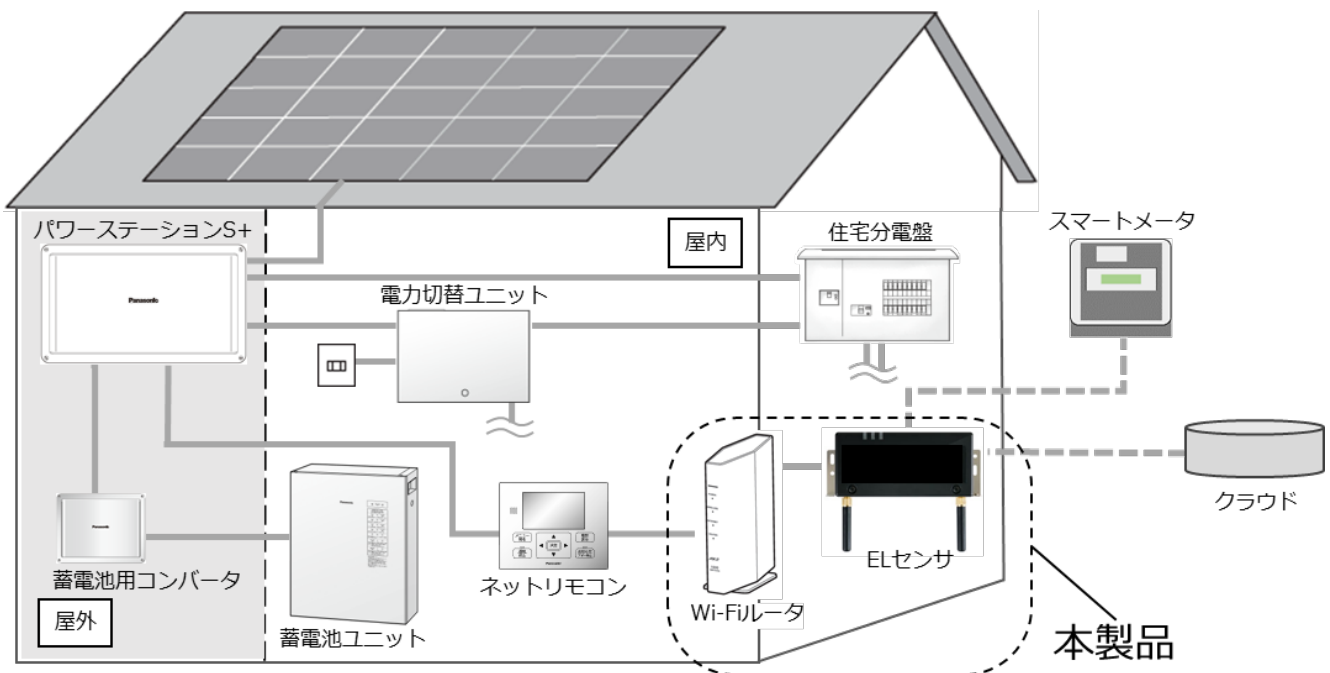 パワーステーションS+
屋内
住宅分電盤
スマートメータ
Panasonic
電力切替ユニット
Panasonic
蓄電池用コンバータ
屋外
Panasonic
蓄電池ユニット
ネットリモコン
Wi-Fiルータ
ELセンサ
クラウド
本製品